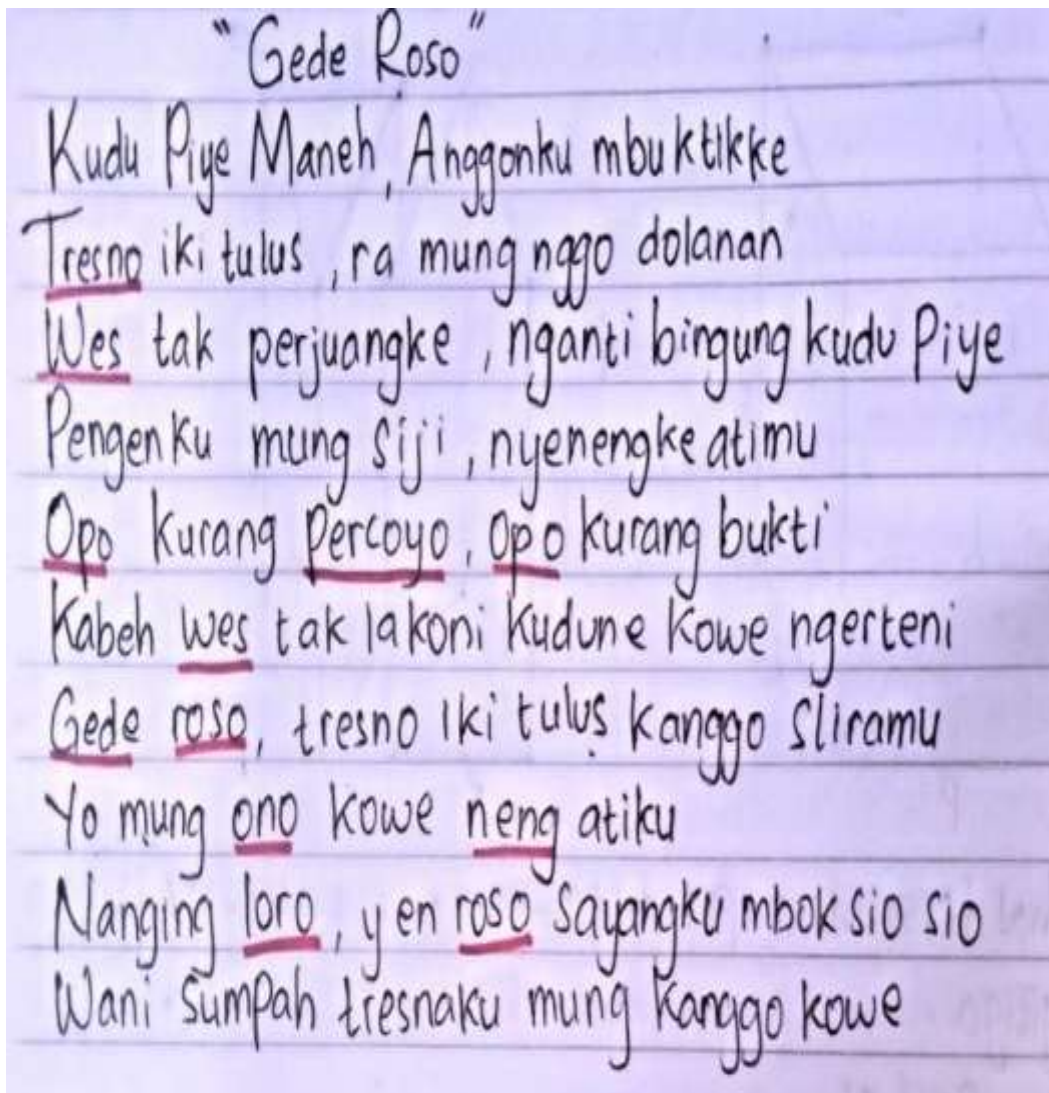 "Gede Roso"
Kudu Piye Maneh, Anggonku mbuktikke
Tresno iki tulus, ra mung nggo dolanan
Wes tak perjuangke, nganti bingung kudu Piye
Pengenku mung siji, nyenengke atimu
Opo kurang Percoyo, Opo kurang bukti
Kabeh wes tak lakoni kudune kowe ngerteni
Gede roso, tresno iki tulus kanggo sliramu
Yo mung ono kowe neng atiku
Nanging loro, yen roso sayangku mbok sio sio
Wani sumpah tresnaku mung kanggo kowe